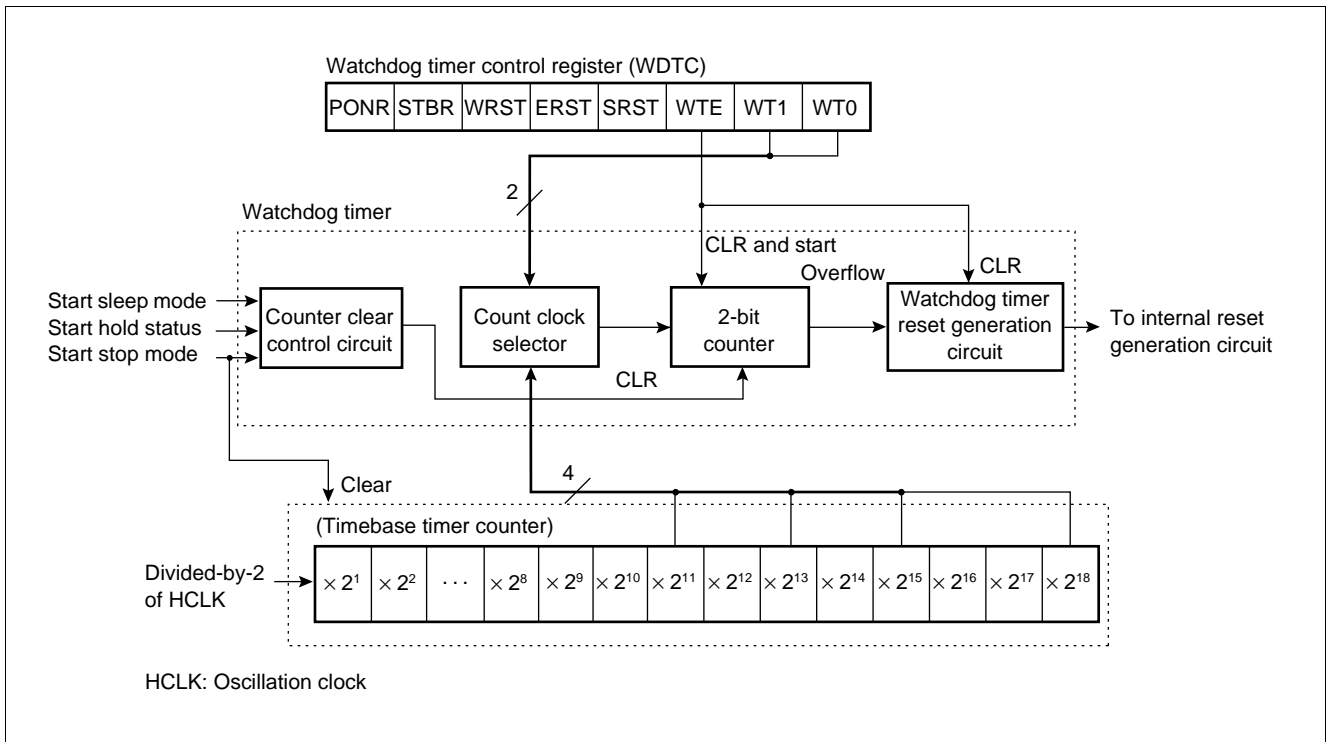 Watchdog timer control register (WDTC)
PONR STBR WRST ERST SRST WTE WT1 WT0
2
Watchdog timer
CLR and start
Overflow
CLR
Start sleep mode
Start hold status
Start stop mode
Counter clear
control circuit
Count clock
selector
2-bit
counter
Watchdog timer
reset generation
circuit
To internal reset
generation circuit
CLR
4
Clear
(Timebase timer counter)
Divided-by-2
of HCLK
× 2¹ × 2² · · · × 2⁸ × 2⁹ × 2¹⁰ × 2¹¹ × 2¹² × 2¹³ × 2¹⁴ × 2¹⁵ × 2¹⁶ × 2¹⁷ × 2¹⁸
HCLK: Oscillation clock